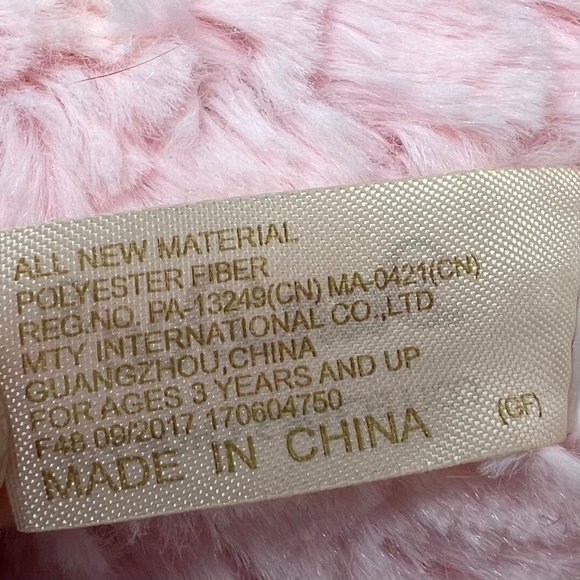 ALL NEW MATERIAL
POLYESTER FIBER
REG.NO. PA-13249(CN) MA-0421(CN)
MTY INTERNATIONAL CO.,LTD
GUANGZHOU,CHINA
FOR AGES 3 YEARS AND UP
F48 09/2017 170604750
MADE IN CHINA (GF)